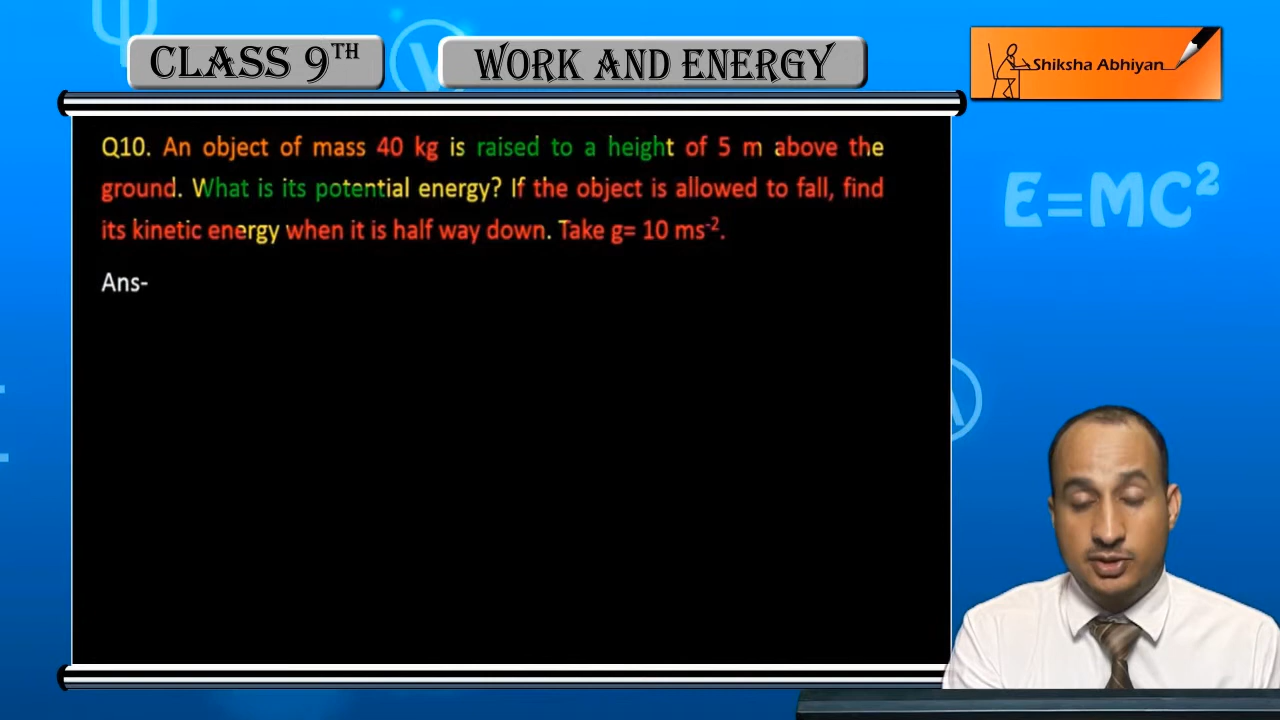 CLASS 9TH
WORK AND ENERGY
Shiksha Abhiyan
Q10. An object of mass 40 kg is raised to a height of 5 m above the
ground. What is its potential energy? If the object is allowed to fall, find
its kinetic energy when it is half way down. Take g= 10 ms-2.
E=MC2
Ans-